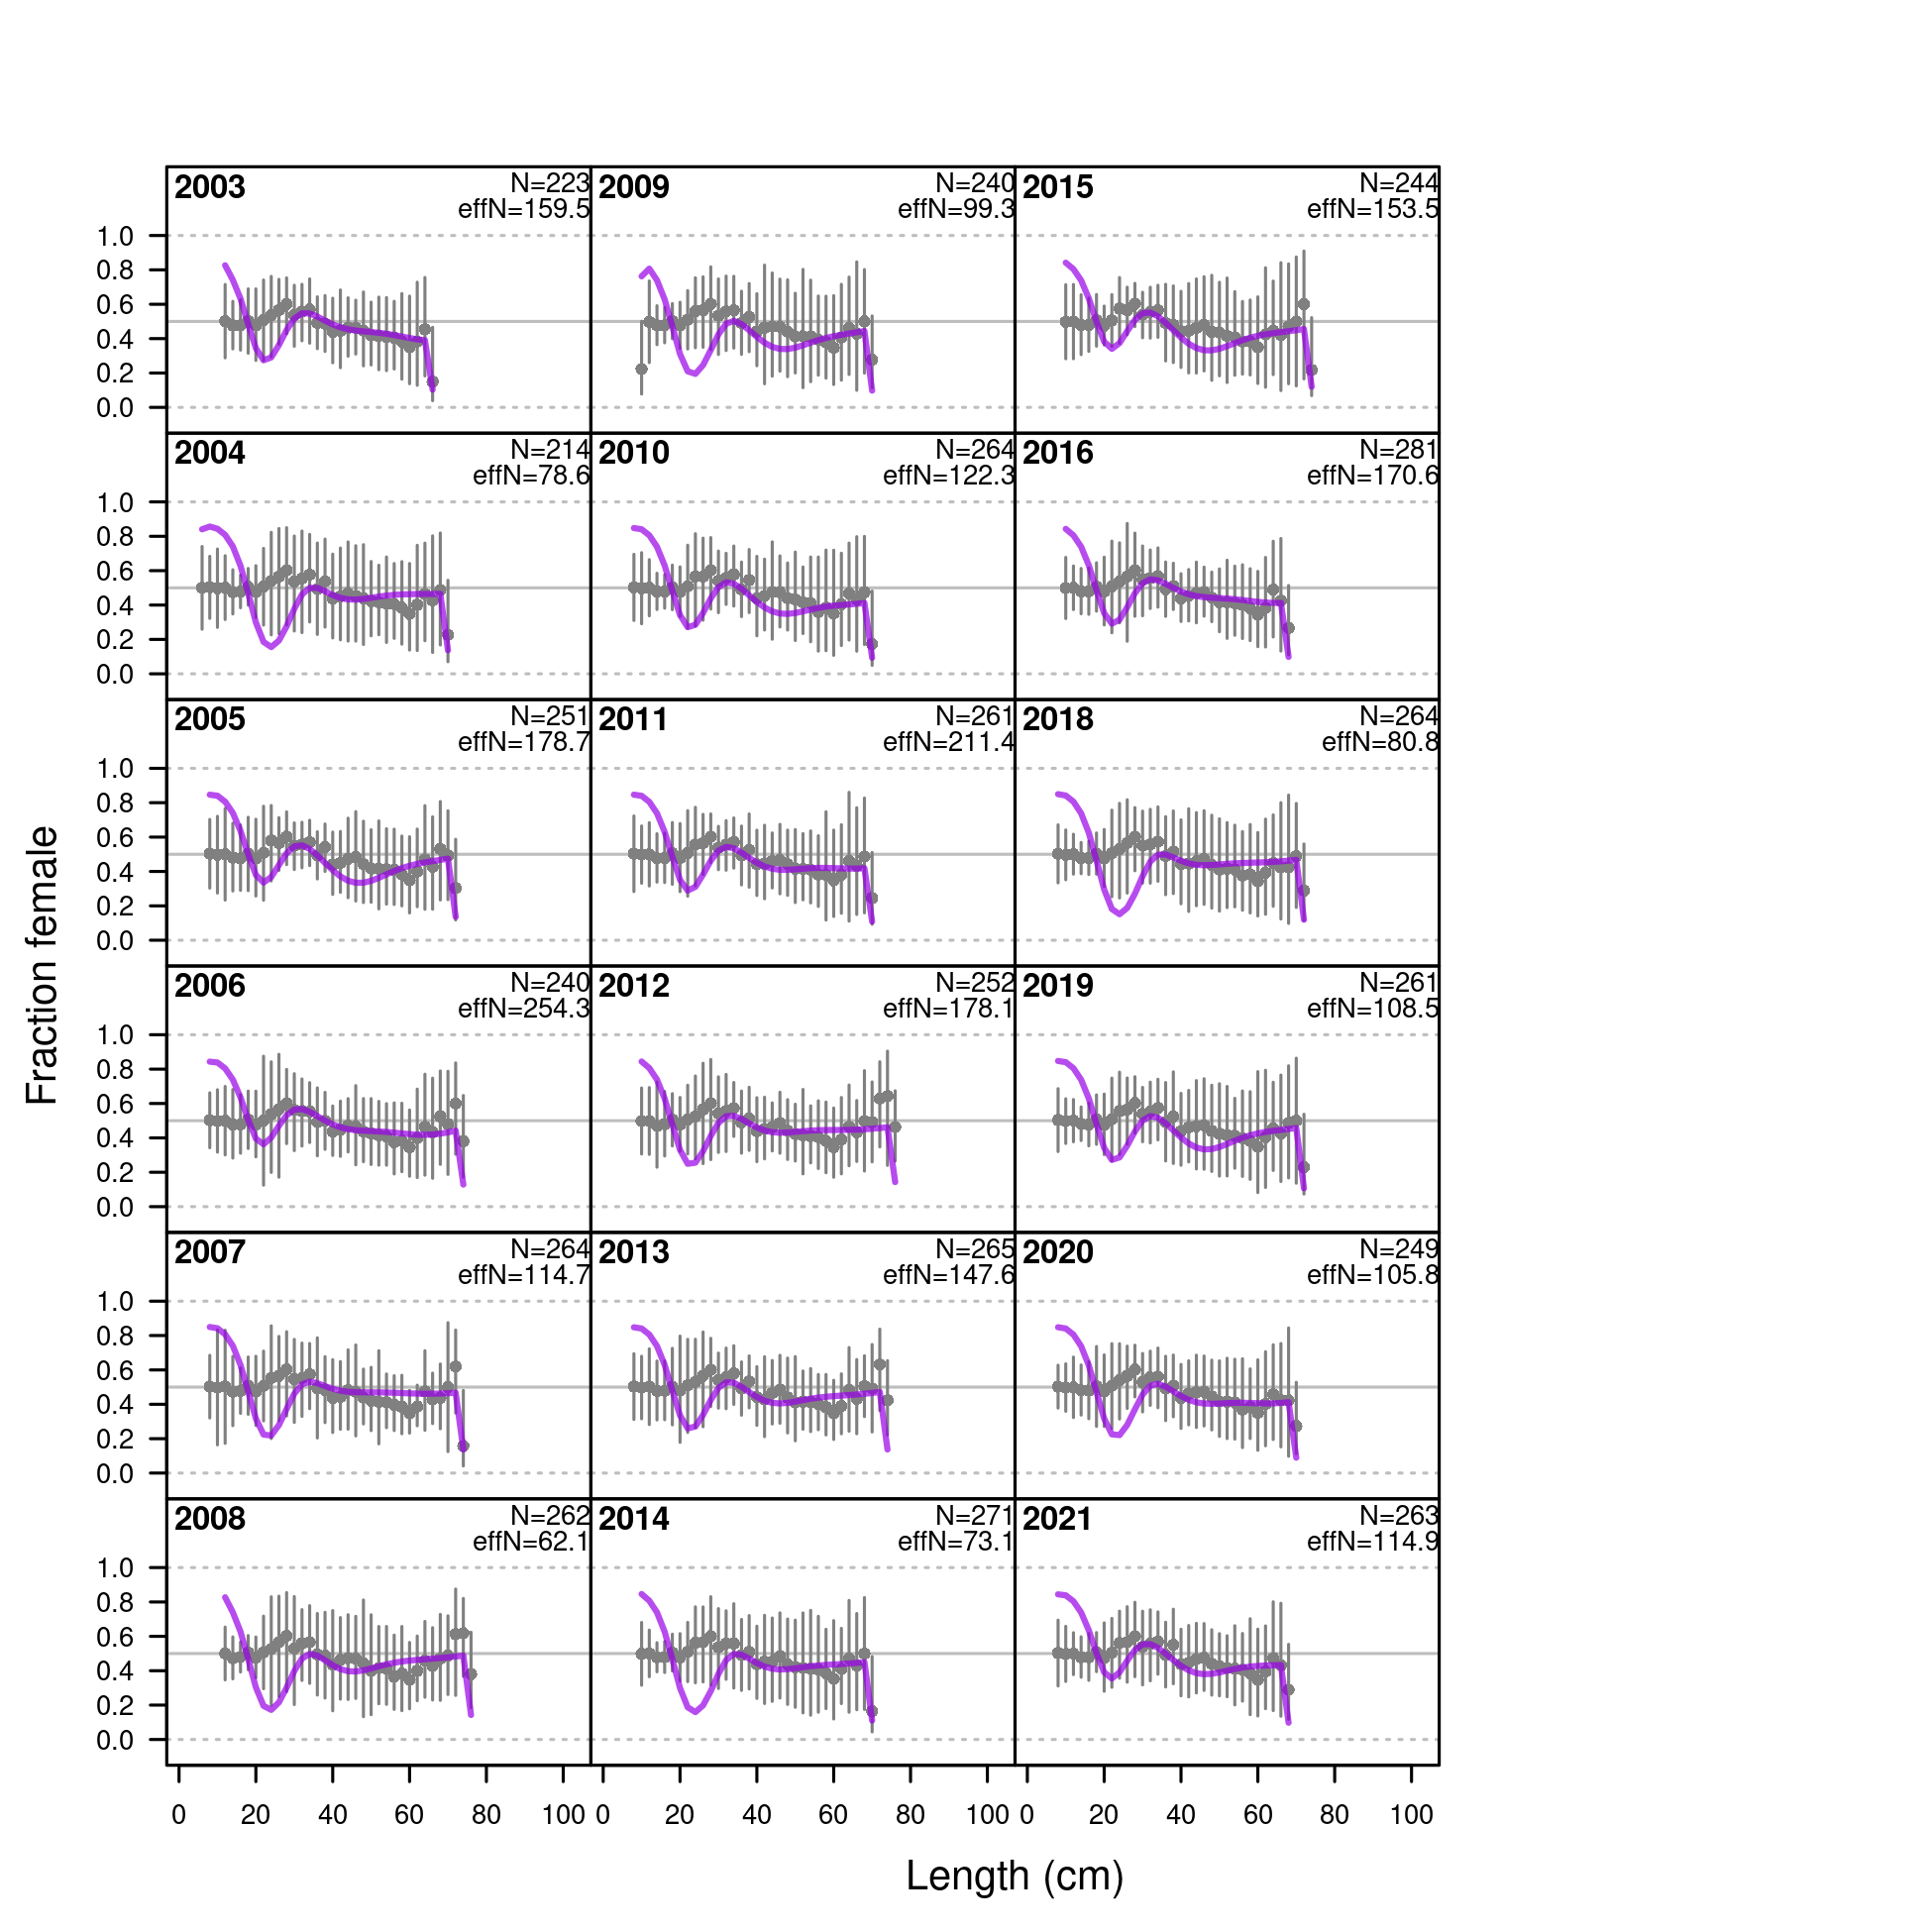 2003
N=223
effN=159.5
2009
N=240
effN=99.3
2015
N=244
effN=153.5
1.0
0.8
0.6
0.4
0.2
0.0
2004
N=214
effN=78.6
2010
N=264
effN=122.3
2016
N=281
effN=170.6
1.0
0.8
0.6
0.4
0.2
0.0
2005
N=251
effN=178.7
2011
N=261
effN=211.4
2018
N=264
effN=80.8
1.0
0.8
0.6
0.4
0.2
0.0
2006
N=240
effN=254.3
2012
N=252
effN=178.1
2019
N=261
effN=108.5
1.0
0.8
0.6
0.4
0.2
0.0
2007
N=264
effN=114.7
2013
N=265
effN=147.6
2020
N=249
effN=105.8
1.0
0.8
0.6
0.4
0.2
0.0
2008
N=262
effN=62.1
2014
N=271
effN=73.1
2021
N=263
effN=114.9
1.0
0.8
0.6
0.4
0.2
0.0
0 20 40 60 80 100 0 20 40 60 80 100 0 20 40 60 80 100
Length (cm)
Fraction female